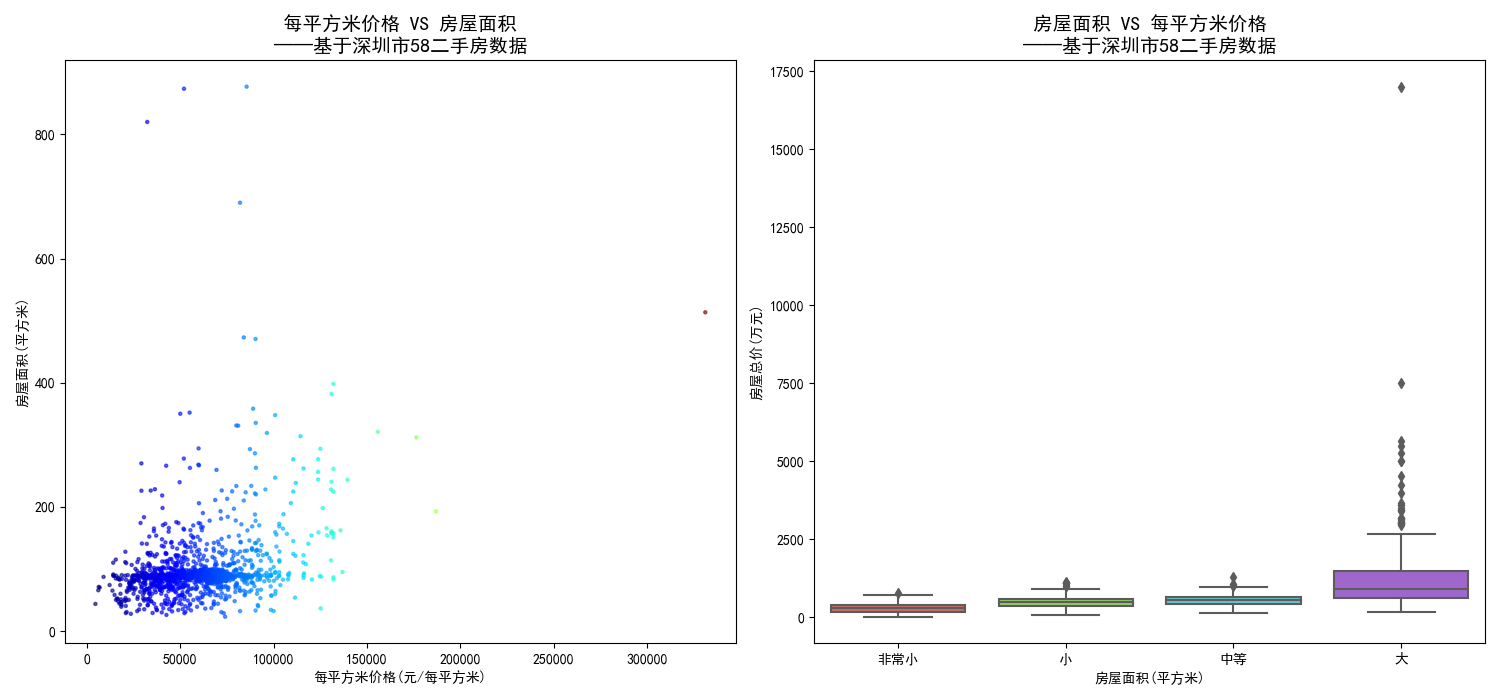 每平方米价格 VS 房屋面积
——基于深圳市58二手房数据
800
600
400
200
0
房屋面积(平方米)
0
50000
100000
150000
200000
250000
300000
每平方米价格(元/每平方米)
房屋面积 VS 每平方米价格
——基于深圳市58二手房数据
17500
15000
12500
10000
7500
5000
2500
0
房屋总价(万元)
非常小
小
中等
大
房屋面积(平方米)